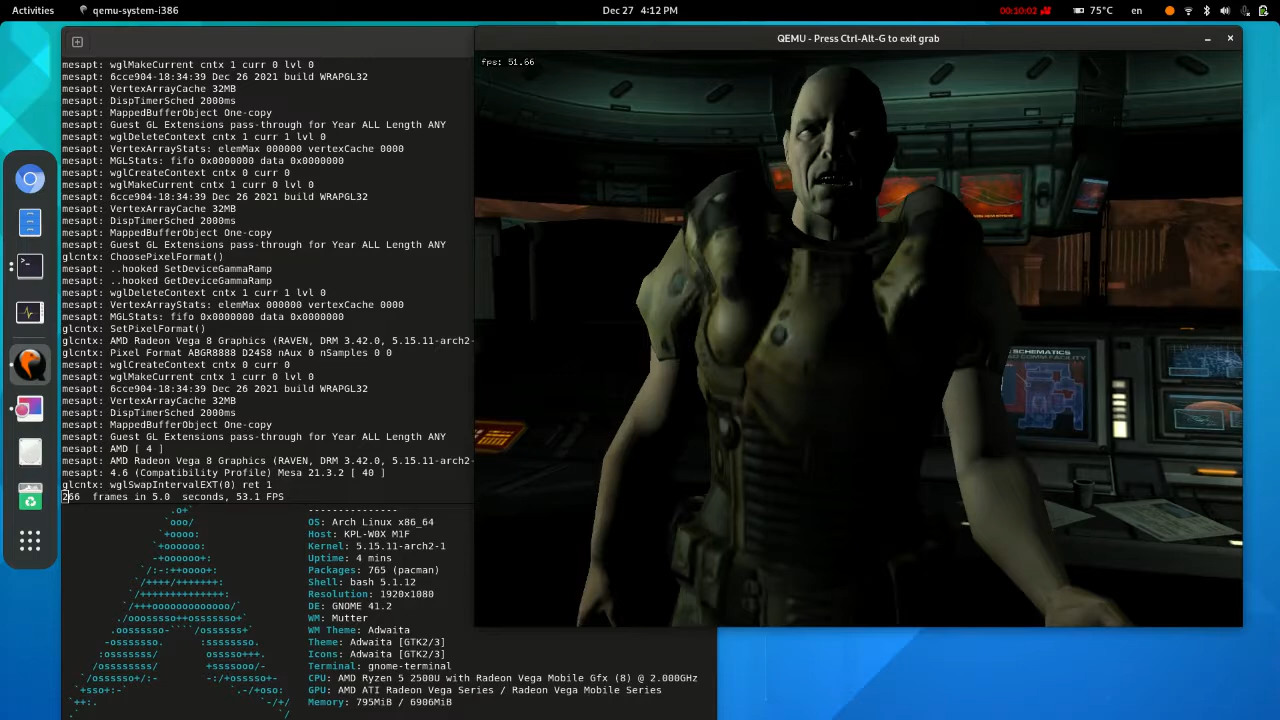 Activities
qemu-system-i386
Dec 27 4:12 PM
00:10:02
75°C
en
mesapt: wglMakeCurrent cntx 1 curr 0 lvl 0
mesapt: 6cce904-18:34:39 Dec 26 2021 build WRAPGL32
mesapt: VertexArrayCache 32MB
mesapt: DispTimerSched 2000ms
mesapt: MappedBufferObject One-copy
mesapt: Guest GL Extensions pass-through for Year ALL Length ANY
mesapt: wglDeleteContext cntx 1 curr 1 lvl 0
mesapt: VertexArrayStats: elemMax 000000 vertexCache 0000
mesapt: MGLStats: fifo 0x0000000 data 0x0000000
mesapt: wglCreateContext cntx 0 curr 0
mesapt: wglMakeCurrent cntx 1 curr 0 lvl 0
mesapt: 6cce904-18:34:39 Dec 26 2021 build WRAPGL32
mesapt: VertexArrayCache 32MB
mesapt: DispTimerSched 2000ms
mesapt: MappedBufferObject One-copy
mesapt: Guest GL Extensions pass-through for Year ALL Length ANY
glcntx: ChoosePixelFormat()
mesapt: ..hooked SetDeviceGammaRamp
mesapt: ..hooked GetDeviceGammaRamp
mesapt: wglDeleteContext cntx 1 curr 1 lvl 0
mesapt: VertexArrayStats: elemMax 000000 vertexCache 0000
mesapt: MGLStats: fifo 0x0000000 data 0x0000000
glcntx: SetPixelFormat()
glcntx: AMD Radeon Vega 8 Graphics (RAVEN, DRM 3.42.0, 5.15.11-arch2-
glcntx: Pixel Format ABGR8888 D24S8 nAux 0 nSamples 0 0
mesapt: wglCreateContext cntx 0 curr 0
mesapt: wglMakeCurrent cntx 1 curr 0 lvl 0
mesapt: 6cce904-18:34:39 Dec 26 2021 build WRAPGL32
mesapt: VertexArrayCache 32MB
mesapt: DispTimerSched 2000ms
mesapt: MappedBufferObject One-copy
mesapt: Guest GL Extensions pass-through for Year ALL Length ANY
mesapt: AMD [ 4 ]
mesapt: AMD Radeon Vega 8 Graphics (RAVEN, DRM 3.42.0, 5.15.11-arch2-
mesapt: 4.6 (Compatibility Profile) Mesa 21.3.2 [ 40 ]
glcntx: wglSwapIntervalEXT(0) ret 1
266 frames in 5.0 seconds, 53.1 FPS
QEMU - Press Ctrl-Alt-G to exit grab
fps: 51.66
SCHEMATICS
OS: Arch Linux x86_64
Host: KPL-W0X M1F
Kernel: 5.15.11-arch2-1
Uptime: 4 mins
Packages: 765 (pacman)
Shell: bash 5.1.12
Resolution: 1920x1080
DE: GNOME 41.2
WM: Mutter
WM Theme: Adwaita
Theme: Adwaita [GTK2/3]
Icons: Adwaita [GTK2/3]
Terminal: gnome-terminal
CPU: AMD Ryzen 5 2500U with Radeon Vega Mobile Gfx (8) @ 2.000GHz
GPU: AMD ATI Radeon Vega Series / Radeon Vega Mobile Series
Memory: 795MiB / 6906MiB